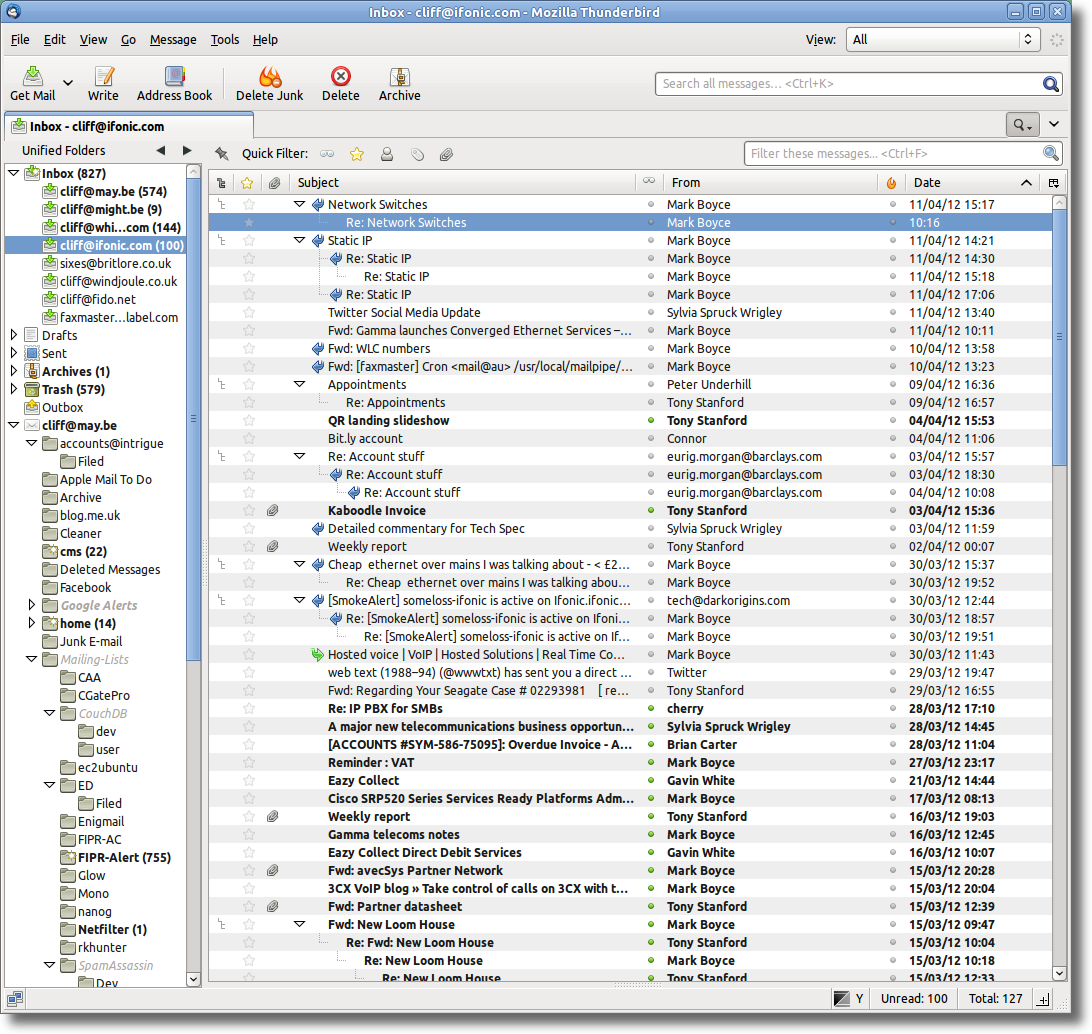 Inbox - cliff@ifonic.com - Mozilla Thunderbird
File Edit View Go Message Tools Help View: All
Get Mail Write Address Book Delete Junk Delete Archive Search all messages... <Ctrl+K>
Inbox - cliff@ifonic.com
Unified Folders
Inbox (827)
cliff@may.be (574)
cliff@might.be (9)
cliff@whi...com (144)
cliff@ifonic.com (100)
sixes@britlore.co.uk
cliff@windjoule.co.uk
cliff@fido.net
faxmaster...label.com
Drafts
Sent
Archives (1)
Trash (579)
Outbox
cliff@may.be
accounts@intrigue
Filed
Apple Mail To Do
Archive
blog.me.uk
Cleaner
cms (22)
Deleted Messages
Facebook
Google Alerts
home (14)
Junk E-mail
Mailing-Lists
CAA
CGatePro
CouchDB
dev
user
ec2ubuntu
ED
Filed
Enigmail
FIPR-AC
FIPR-Alert (755)
Glow
Mono
nanog
Netfilter (1)
rkhunter
SpamAssassin
Dev
Quick Filter: Filter these messages... <Ctrl+F>
Subject From Date
Network Switches Mark Boyce 11/04/12 15:17
Re: Network Switches Mark Boyce 10:16
Static IP Mark Boyce 11/04/12 14:21
Re: Static IP Mark Boyce 11/04/12 14:30
Re: Static IP Mark Boyce 11/04/12 15:18
Re: Static IP Mark Boyce 11/04/12 17:06
Twitter Social Media Update Sylvia Spruck Wrigley 11/04/12 13:40
Fwd: Gamma launches Converged Ethernet Services –... Mark Boyce 11/04/12 10:11
Fwd: WLC numbers Mark Boyce 10/04/12 13:58
Fwd: [faxmaster] Cron <mail@au> /usr/local/mailpipe/... Mark Boyce 10/04/12 13:23
Appointments Peter Underhill 09/04/12 16:36
Re: Appointments Tony Stanford 09/04/12 16:57
QR landing slideshow Tony Stanford 04/04/12 15:53
Bit.ly account Connor 04/04/12 11:06
Re: Account stuff eurig.morgan@barclays.com 03/04/12 15:57
Re: Account stuff eurig.morgan@barclays.com 03/04/12 18:30
Re: Account stuff eurig.morgan@barclays.com 04/04/12 10:08
Kaboodle Invoice Tony Stanford 03/04/12 15:36
Detailed commentary for Tech Spec Sylvia Spruck Wrigley 03/04/12 11:59
Weekly report Tony Stanford 02/04/12 00:07
Cheap ethernet over mains I was talking about - < £2... Mark Boyce 30/03/12 15:37
Re: Cheap ethernet over mains I was talking abou... Mark Boyce 30/03/12 19:52
[SmokeAlert] someloss-ifonic is active on Ifonic.ifonic... tech@darkorigins.com 30/03/12 12:44
Re: [SmokeAlert] someloss-ifonic is active on Ifoni... Mark Boyce 30/03/12 18:57
Re: [SmokeAlert] someloss-ifonic is active on If... Mark Boyce 30/03/12 19:51
Hosted voice | VoIP | Hosted Solutions | Real Time Co... Mark Boyce 30/03/12 11:43
web text (1988–94) (@wwwtxt) has sent you a direct ... Twitter 29/03/12 19:47
Fwd: Regarding Your Seagate Case # 02293981 [ re... Tony Stanford 29/03/12 16:55
Re: IP PBX for SMBs cherry 28/03/12 17:10
A major new telecommunications business opportun... Sylvia Spruck Wrigley 28/03/12 14:45
[ACCOUNTS #SYM-586-75095]: Overdue Invoice - A... Brian Carter 28/03/12 11:04
Reminder : VAT Mark Boyce 27/03/12 23:17
Eazy Collect Gavin White 21/03/12 14:44
Cisco SRP520 Series Services Ready Platforms Adm... Mark Boyce 17/03/12 08:13
Weekly report Tony Stanford 16/03/12 19:03
Gamma telecoms notes Mark Boyce 16/03/12 12:45
Eazy Collect Direct Debit Services Gavin White 16/03/12 10:07
Fwd: avecSys Partner Network Mark Boyce 15/03/12 20:28
3CX VoIP blog » Take control of calls on 3CX with t... Mark Boyce 15/03/12 20:04
Fwd: Partner datasheet Tony Stanford 15/03/12 12:39
Fwd: New Loom House Mark Boyce 15/03/12 09:47
Re: Fwd: New Loom House Tony Stanford 15/03/12 10:04
Re: New Loom House Mark Boyce 15/03/12 10:18
Re: New Loom House Tony Stanford 15/03/12 12:33
Y Unread: 100 Total: 127